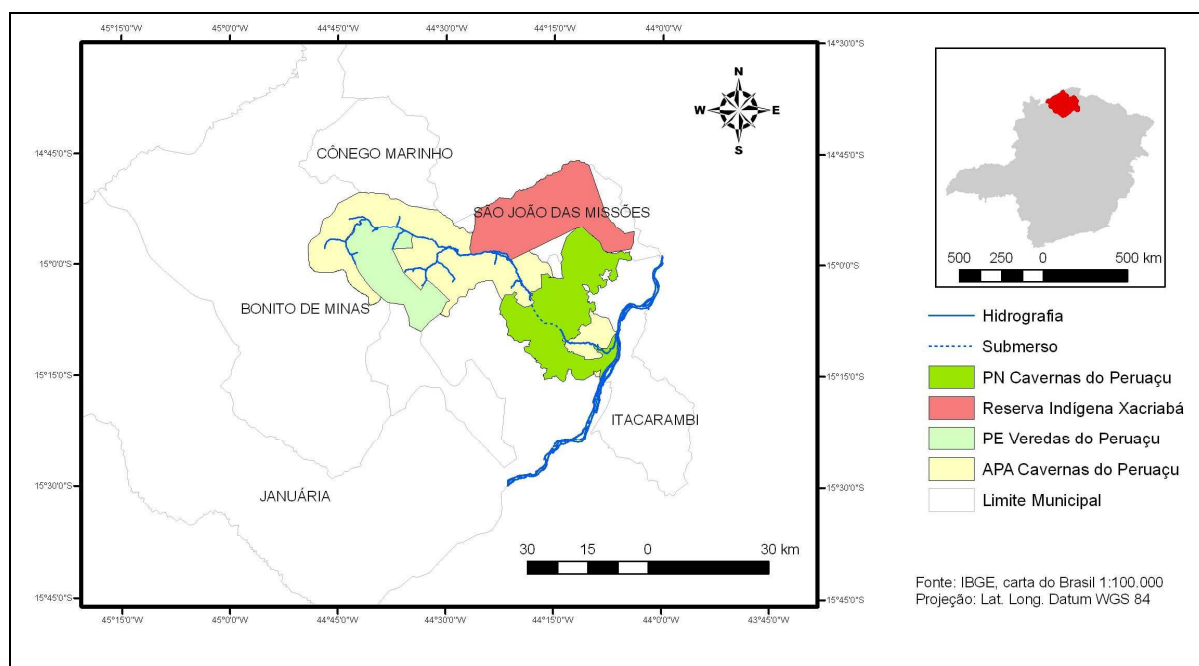 45°15'0"W 45°0'0"W 44°45'0"W 44°30'0"W 44°15'0"W 44°0'0"W
14°30'0"S
N
W E
S
14°45'0"S 14°45'0"S
CÔNEGO MARINHO
SÃO JOÃO DAS MISSÕES
15°0'0"S 15°0'0"S
BONITO DE MINAS
15°15'0"S 15°15'0"S
ITACARAMBI
JANUÁRIA
15°30'0"S 15°30'0"S
30 15 0 30 km
15°45'0"S 15°45'0"S
45°15'0"W 45°0'0"W 44°45'0"W 44°30'0"W 44°15'0"W 44°0'0"W 43°45'0"W
500 250 0 500 km
Hidrografia
Submerso
PN Cavernas do Peruaçu
Reserva Indígena Xacriabá
PE Veredas do Peruaçu
APA Cavernas do Peruaçu
Limite Municipal
Fonte: IBGE, carta do Brasil 1:100.000
Projeção: Lat. Long. Datum WGS 84